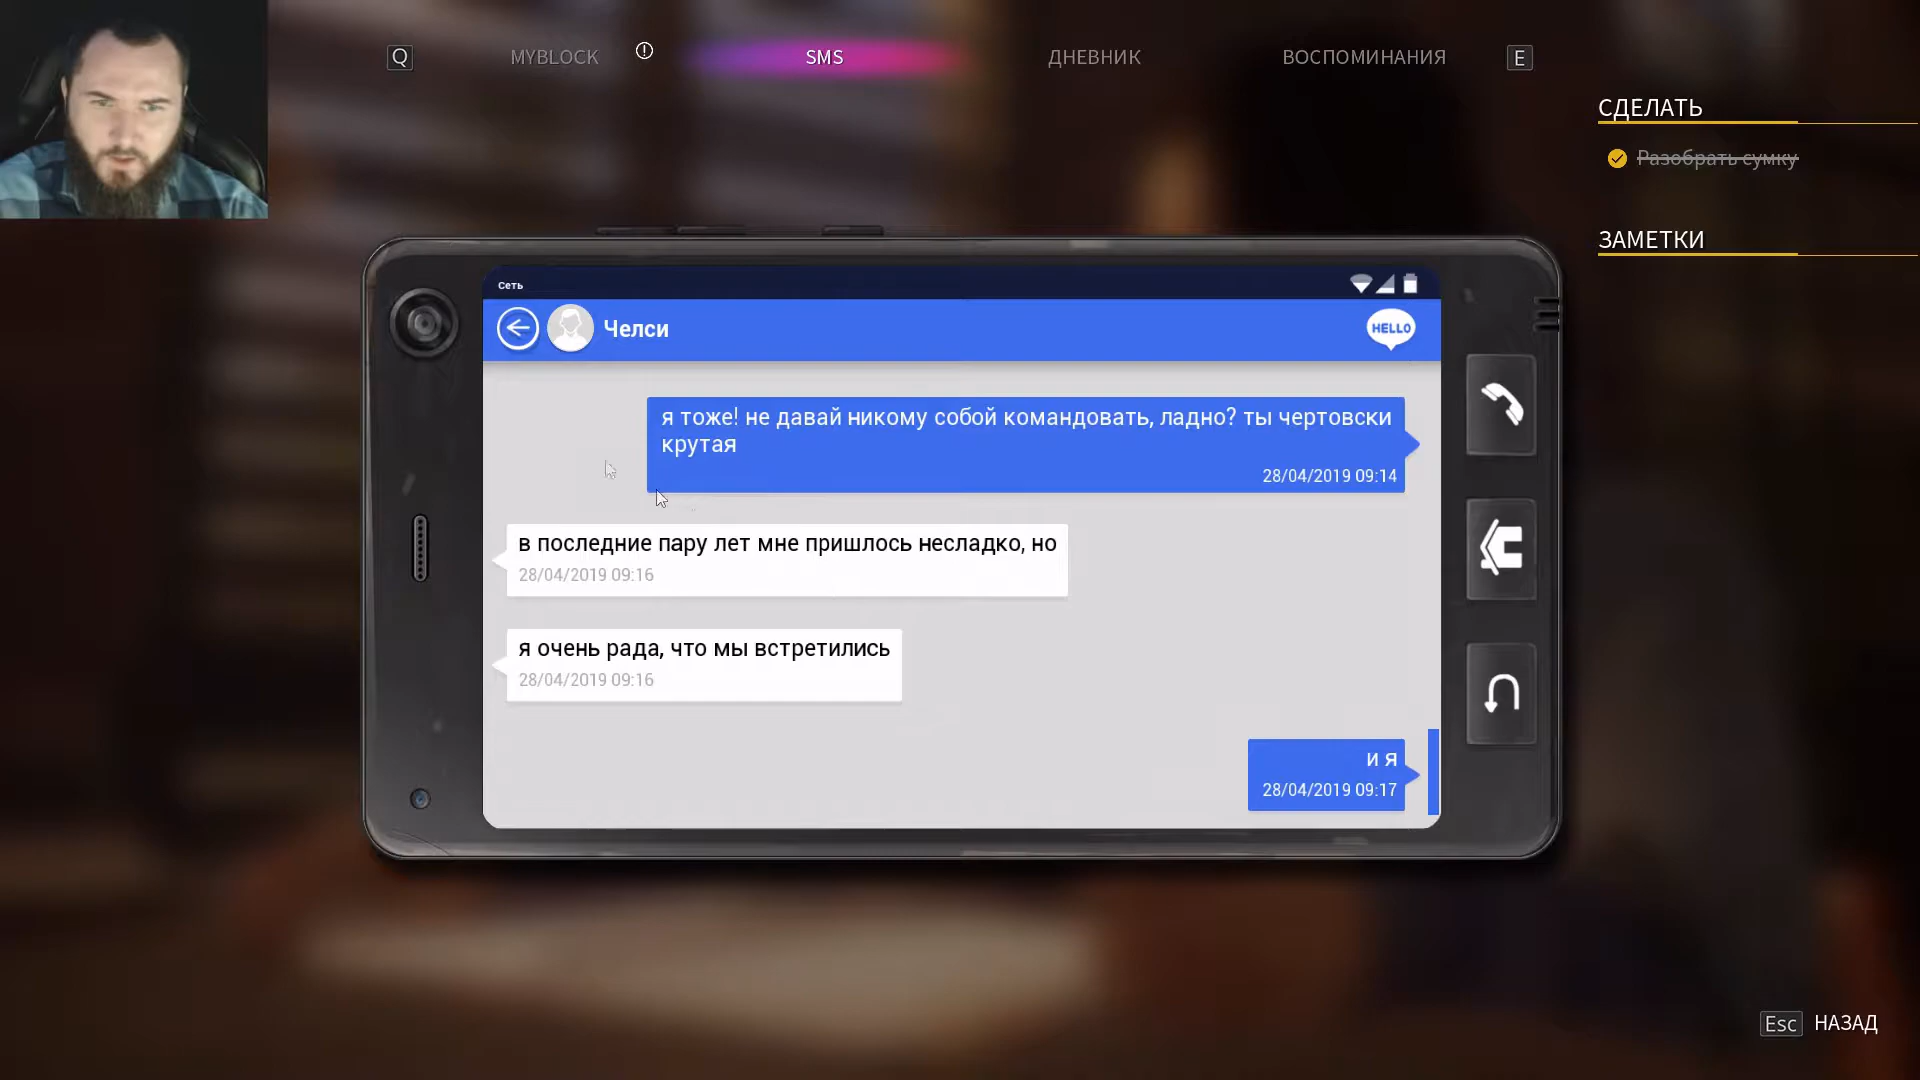 Q
MYBLOCK
SMS
ДНЕВНИК
ВОСПОМИНАНИЯ
E
СДЕЛАТЬ
Разобрать сумку
ЗАМЕТКИ
Сеть
Челси
HELLO
я тоже! не давай никому собой командовать, ладно? ты чертовски
крутая
28/04/2019 09:14
в последние пару лет мне пришлось несладко, но
28/04/2019 09:16
я очень рада, что мы встретились
28/04/2019 09:16
и я
28/04/2019 09:17
Esc НАЗАД